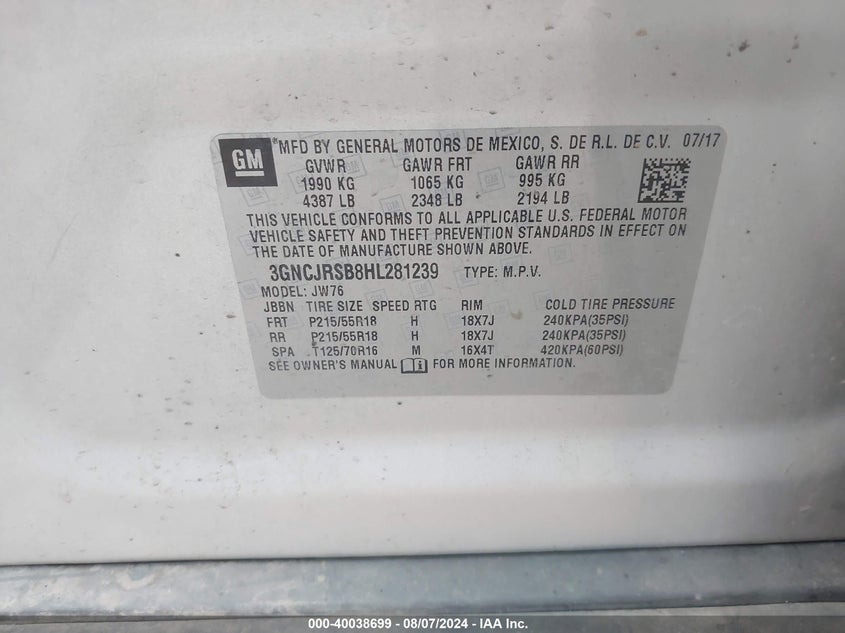 GM
*MFD BY GENERAL MOTORS DE MEXICO, S. DE R.L. DE C.V. 07/17
GVWR GAWR FRT GAWR RR
1990 KG 1065 KG 995 KG
4387 LB 2348 LB 2194 LB
THIS VEHICLE CONFORMS TO ALL APPLICABLE U.S. FEDERAL MOTOR
VEHICLE SAFETY AND THEFT PREVENTION STANDARDS IN EFFECT ON
THE DATE OF MANUFACTURE SHOWN ABOVE.
3GNCJRSB8HL281239 TYPE: M.P.V.
MODEL: JW76
JBBN TIRE SIZE SPEED RTG RIM COLD TIRE PRESSURE
FRT P215/55R18 H 18X7J 240KPA(35PSI)
RR P215/55R18 H 18X7J 240KPA(35PSI)
SPA T125/70R16 M 16X4T 420KPA(60PSI)
SEE OWNER'S MANUAL FOR MORE INFORMATION.
000-40038699 — 08/07/2024 — IAA Inc.